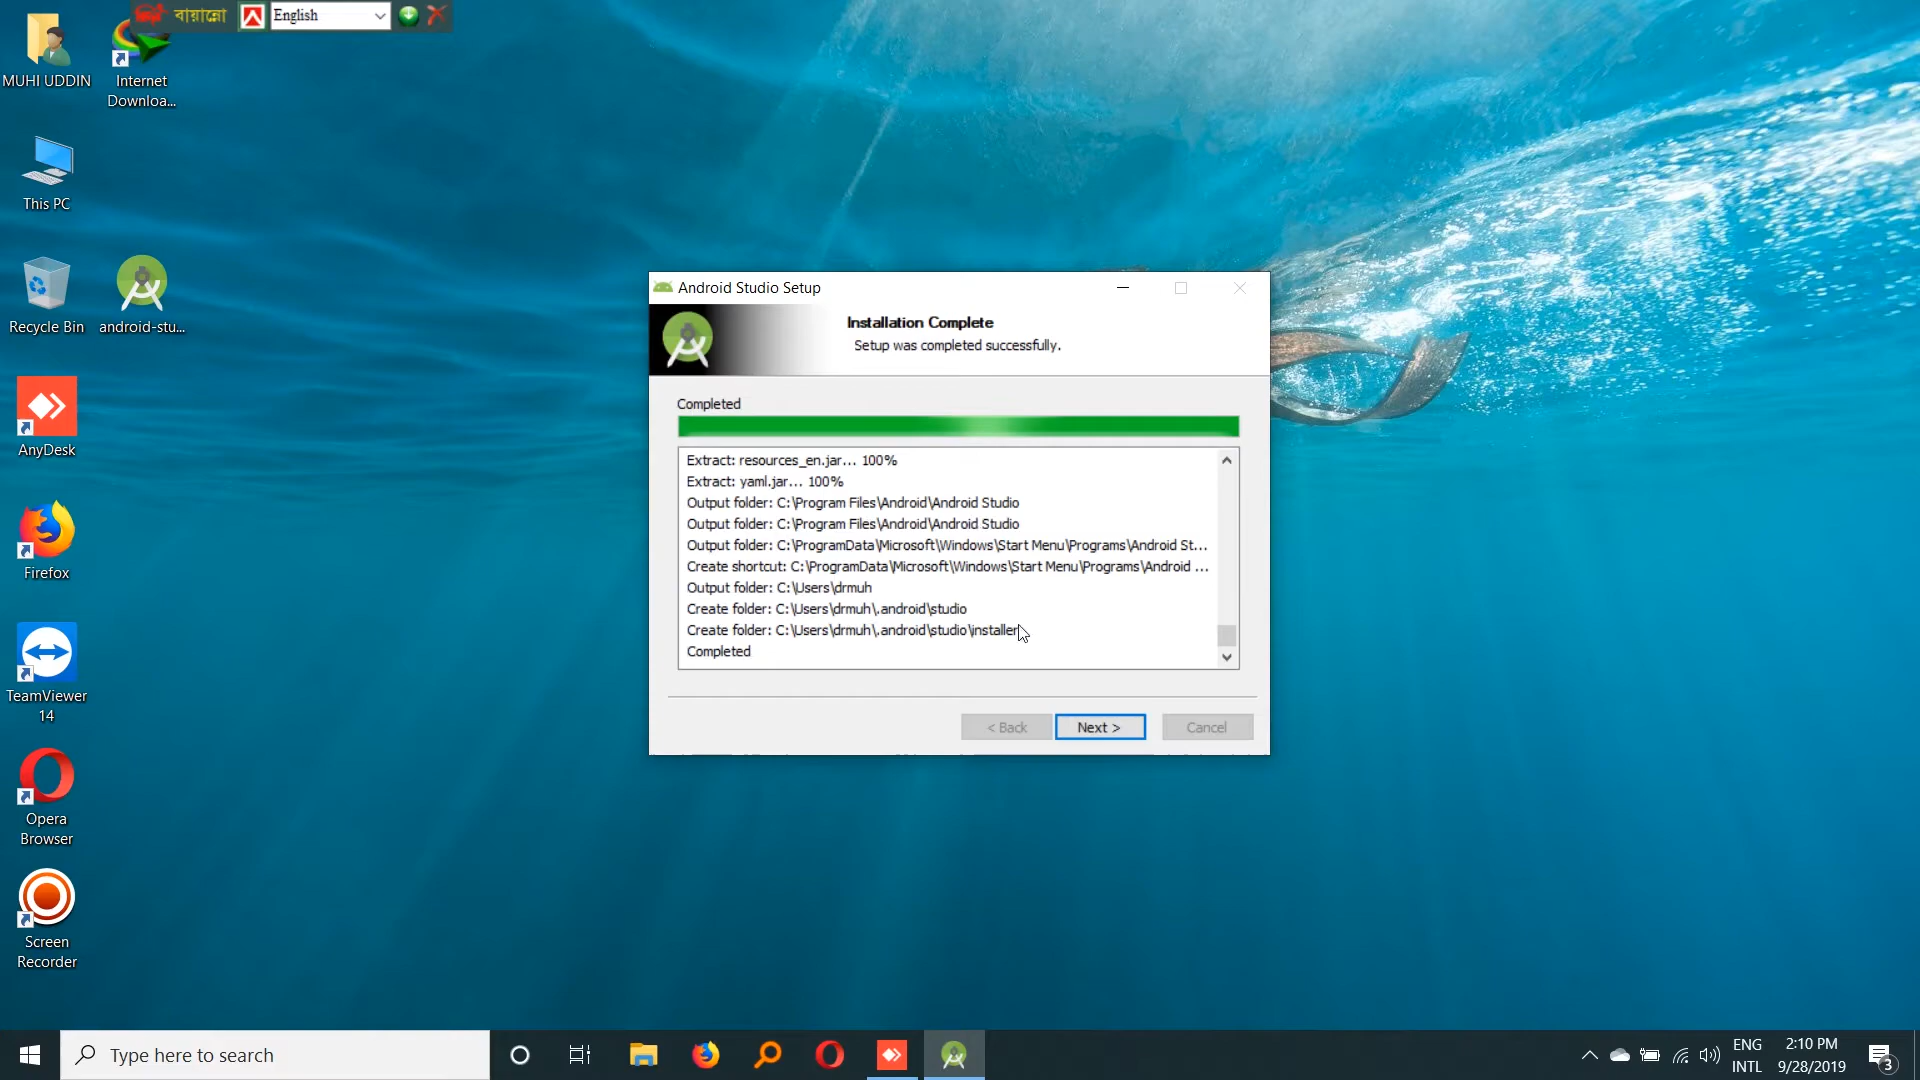 বায়ান্নো
English
MUHI UDDIN
Internet
Downloa...
This PC
Recycle Bin
android-stu...
AnyDesk
Firefox
TeamViewer
14
Opera
Browser
Screen
Recorder
Android Studio Setup
Installation Complete
Setup was completed successfully.
Completed
Extract: resources_en.jar... 100%
Extract: yaml.jar... 100%
Output folder: C:\Program Files\Android\Android Studio
Output folder: C:\Program Files\Android\Android Studio
Output folder: C:\ProgramData\Microsoft\Windows\Start Menu\Programs\Android St...
Create shortcut: C:\ProgramData\Microsoft\Windows\Start Menu\Programs\Android ...
Output folder: C:\Users\drmuh
Create folder: C:\Users\drmuh\.android\studio
Create folder: C:\Users\drmuh\.android\studio\installer
Completed
< Back
Next >
Cancel
Type here to search
ENG
INTL
2:10 PM
9/28/2019
3